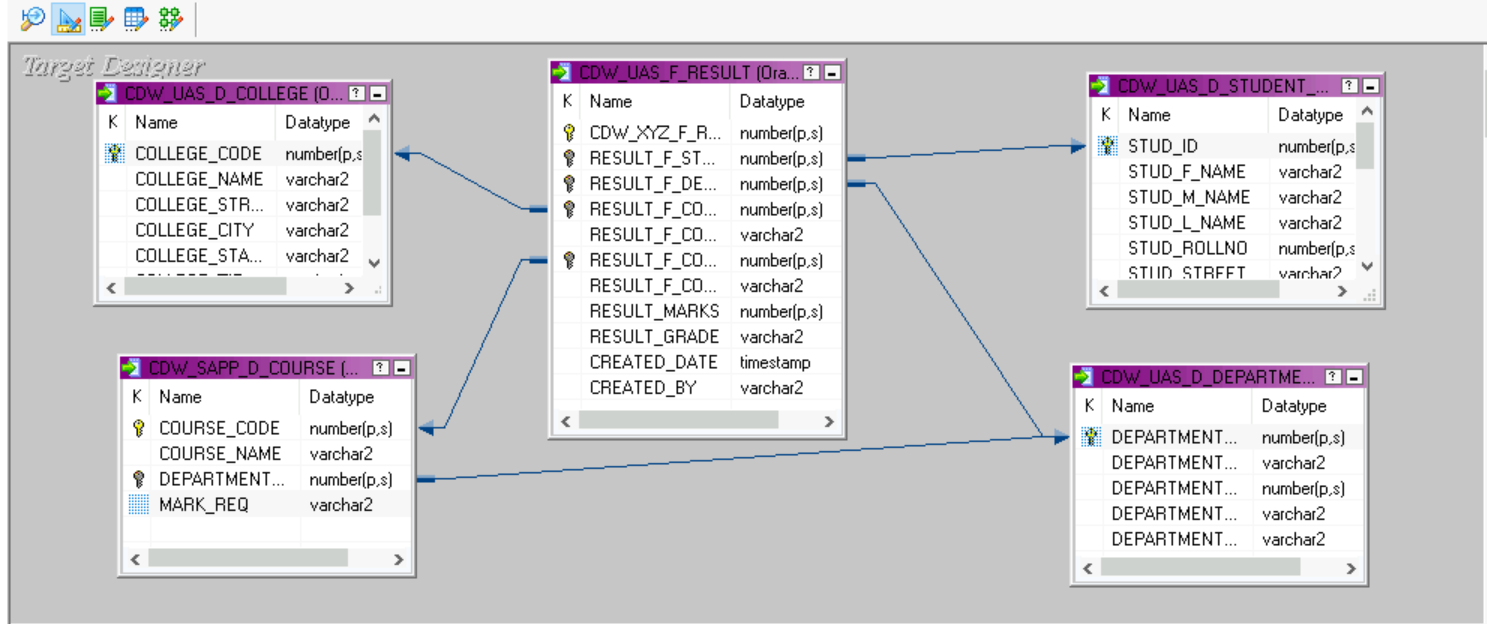 Target Designer
CDW_UAS_D_COLLEGE (O...
K Name Datatype
COLLEGE_CODE number(p,s
COLLEGE_NAME varchar2
COLLEGE_STR... varchar2
COLLEGE_CITY varchar2
COLLEGE_STA... varchar2
CDW_UAS_F_RESULT (Ora...
K Name Datatype
CDW_XYZ_F_R... number(p,s)
RESULT_F_ST... number(p,s)
RESULT_F_DE... number(p,s)
RESULT_F_CO... number(p,s)
RESULT_F_CO... varchar2
RESULT_F_CO... number(p,s)
RESULT_F_CO... varchar2
RESULT_MARKS number(p,s)
RESULT_GRADE varchar2
CREATED_DATE timestamp
CREATED_BY varchar2
CDW_UAS_D_STUDENT_...
K Name Datatype
STUD_ID number(p,s
STUD_F_NAME varchar2
STUD_M_NAME varchar2
STUD_L_NAME varchar2
STUD_ROLLNO number(p,s
STUD_STREET varchar2
CDW_SAPP_D_COURSE (...
K Name Datatype
COURSE_CODE number(p,s)
COURSE_NAME varchar2
DEPARTMENT... number(p,s)
MARK_REQ varchar2
CDW_UAS_D_DEPARTME...
K Name Datatype
DEPARTMENT... number(p,s)
DEPARTMENT... varchar2
DEPARTMENT... number(p,s)
DEPARTMENT... varchar2
DEPARTMENT... varchar2